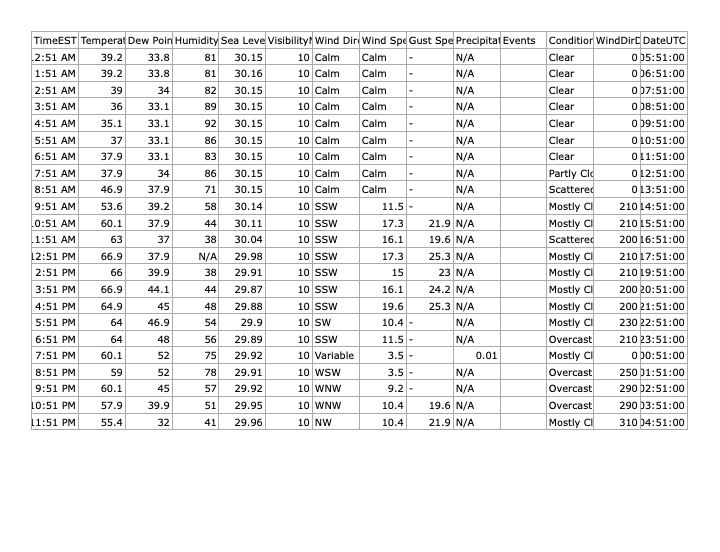 TimeEST Temperat Dew Poin Humidity Sea Leve Visibility Wind Dire Wind Spe Gust Spe Precipitat Events Condition WindDirD DateUTC
2:51 AM 39.2 33.8 81 30.15 10 Calm Calm - N/A Clear 0 05:51:00
1:51 AM 39.2 33.8 81 30.16 10 Calm Calm - N/A Clear 0 06:51:00
2:51 AM 39 34 82 30.15 10 Calm Calm - N/A Clear 0 07:51:00
3:51 AM 36 33.1 89 30.15 10 Calm Calm - N/A Clear 0 08:51:00
4:51 AM 35.1 33.1 92 30.15 10 Calm Calm - N/A Clear 0 09:51:00
5:51 AM 37 33.1 86 30.15 10 Calm Calm - N/A Clear 0 10:51:00
6:51 AM 37.9 33.1 83 30.15 10 Calm Calm - N/A Clear 0 11:51:00
7:51 AM 37.9 34 86 30.15 10 Calm Calm - N/A Partly Clo 0 12:51:00
8:51 AM 46.9 37.9 71 30.15 10 Calm Calm - N/A Scattered 0 13:51:00
9:51 AM 53.6 39.2 58 30.14 10 SSW 11.5 - N/A Mostly Cl 210 14:51:00
0:51 AM 60.1 37.9 44 30.11 10 SSW 17.3 21.9 N/A Mostly Cl 210 15:51:00
1:51 AM 63 37 38 30.04 10 SSW 16.1 19.6 N/A Scattered 200 16:51:00
12:51 PM 66.9 37.9 N/A 29.98 10 SSW 17.3 25.3 N/A Mostly Cl 210 17:51:00
2:51 PM 66 39.9 38 29.91 10 SSW 15 23 N/A Mostly Cl 210 19:51:00
3:51 PM 66.9 44.1 44 29.87 10 SSW 16.1 24.2 N/A Mostly Cl 200 20:51:00
4:51 PM 64.9 45 48 29.88 10 SSW 19.6 25.3 N/A Mostly Cl 200 21:51:00
5:51 PM 64 46.9 54 29.9 10 SW 10.4 - N/A Mostly Cl 230 22:51:00
6:51 PM 64 48 56 29.89 10 SSW 11.5 - N/A Overcast 210 23:51:00
7:51 PM 60.1 52 75 29.92 10 Variable 3.5 - 0.01 Mostly Cl 0 00:51:00
8:51 PM 59 52 78 29.91 10 WSW 3.5 - N/A Overcast 250 01:51:00
9:51 PM 60.1 45 57 29.92 10 WNW 9.2 - N/A Overcast 290 02:51:00
10:51 PM 57.9 39.9 51 29.95 10 WNW 10.4 19.6 N/A Overcast 290 03:51:00
11:51 PM 55.4 32 41 29.96 10 NW 10.4 21.9 N/A Mostly Cl 310 04:51:00